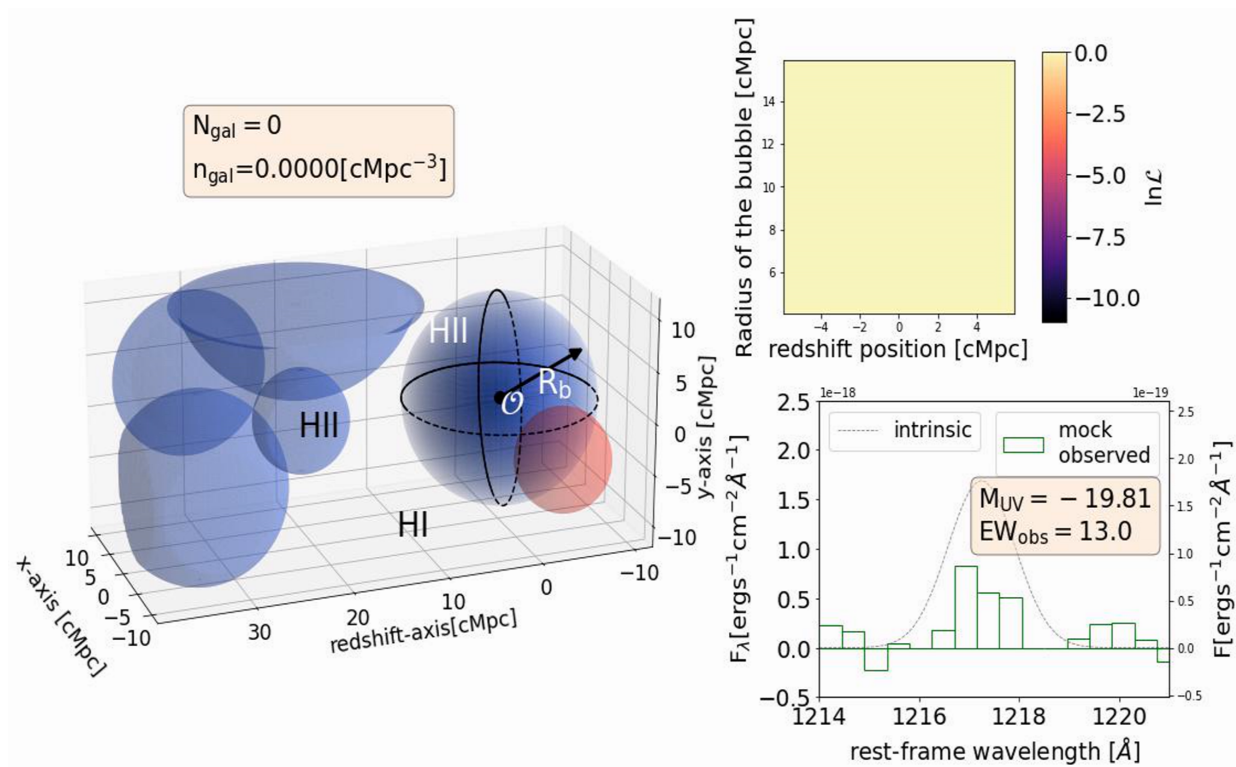 N_gal = 0
n_gal=0.0000[cMpc⁻³]
HII
HII
HI
𝒪
R_b
10
5
0
−5
−10
y-axis [cMpc]
30
20
10
0
−10
redshift-axis[cMpc]
10
5
0
−5
−10
x-axis [cMpc]
Radius of the bubble [cMpc]
14
12
10
8
6
−4
−2
0
2
4
redshift position [cMpc]
0.0
−2.5
−5.0
−7.5
−10.0
lnℒ
1e−18
1e−19
2.5
2.0
1.5
1.0
0.5
0.0
−0.5
F_λ[ergs⁻¹cm⁻²Å⁻¹]
intrinsic
mock
observed
M_UV = −19.81
EW_obs = 13.0
2.5
2.0
1.5
1.0
0.5
0.0
−0.5
F[ergs⁻¹cm⁻²Å⁻¹]
1214
1216
1218
1220
rest-frame wavelength [Å]